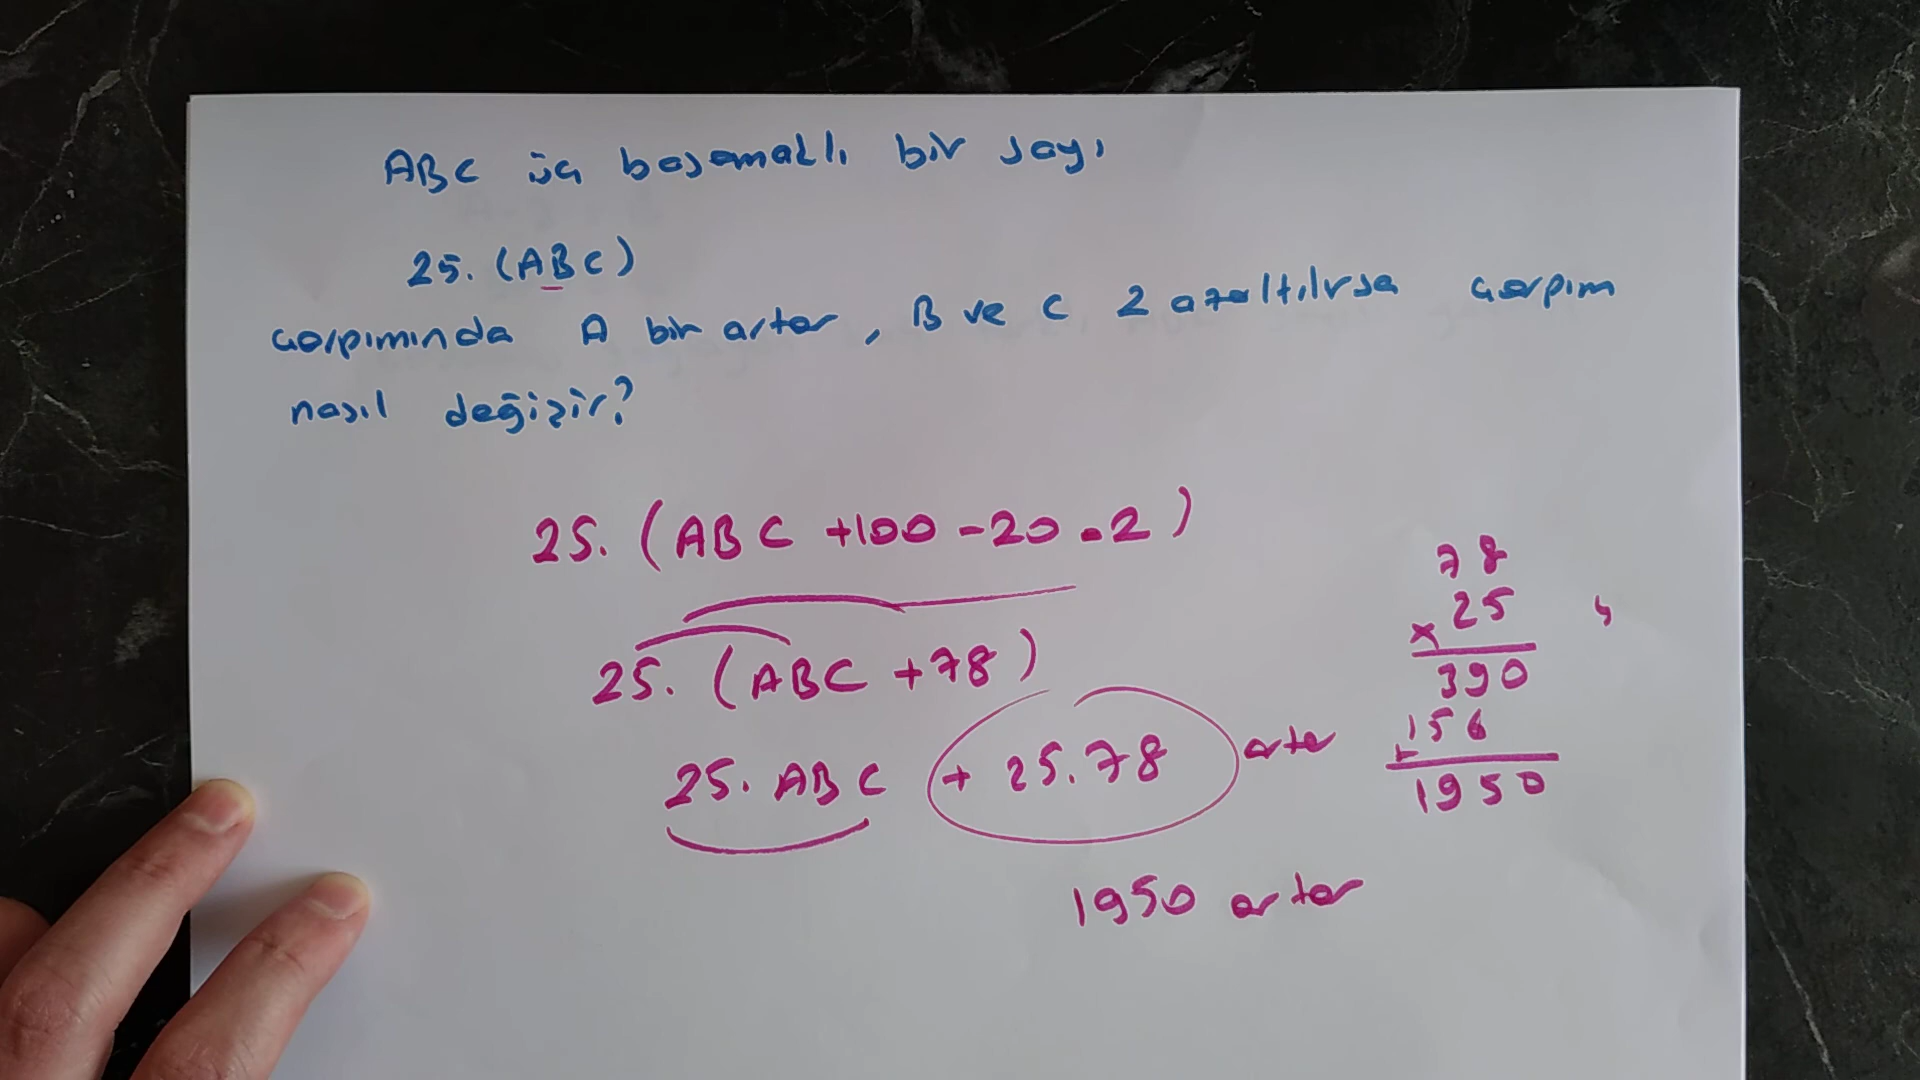 ABC üç basamaklı bir sayı
25. (ABC)
çarpımında A bir artar, B ve C 2 azaltılırsa çarpım
nasıl değişir?
25. (ABC +100 -20 -2)
25. (ABC +78)
25. ABC + 25.78 artar
1950 artar
78
x 25
390
+ 156
1950